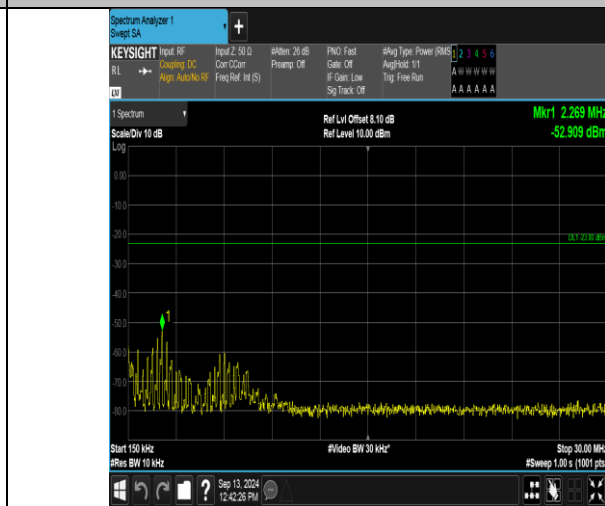 Spectrum Analyzer 1
Swept SA
+
KEYSIGHT
RL
Input: RF
Coupling: DC
Align: Auto/No RF
Input Z: 50 Ω
Corr CCorr
Freq Ref: Int (S)
#Atten: 26 dB
Preamp: Off
PNO: Fast
Gate: Off
IF Gain: Low
Sig Track: Off
#Avg Type: Power (RMS
Avg|Hold: 1/1
Trig: Free Run
1 2 3 4 5 6
A W W W W W
A A A A A A
1 Spectrum
Scale/Div 10 dB
Log
Ref Lvl Offset 8.10 dB
Ref Level 10.00 dBm
Mkr1 2.269 MHz
-52.909 dBm
0.00
-10.0
-20.0
DL1 -23.00 dBm
-30.0
-40.0
-50.0
1
-60.0
-70.0
-80.0
Start 150 kHz
#Res BW 10 kHz
#Video BW 30 kHz*
Stop 30.00 MHz
#Sweep 1.00 s (1001 pts
?
Sep 13, 2024
12:42:26 PM